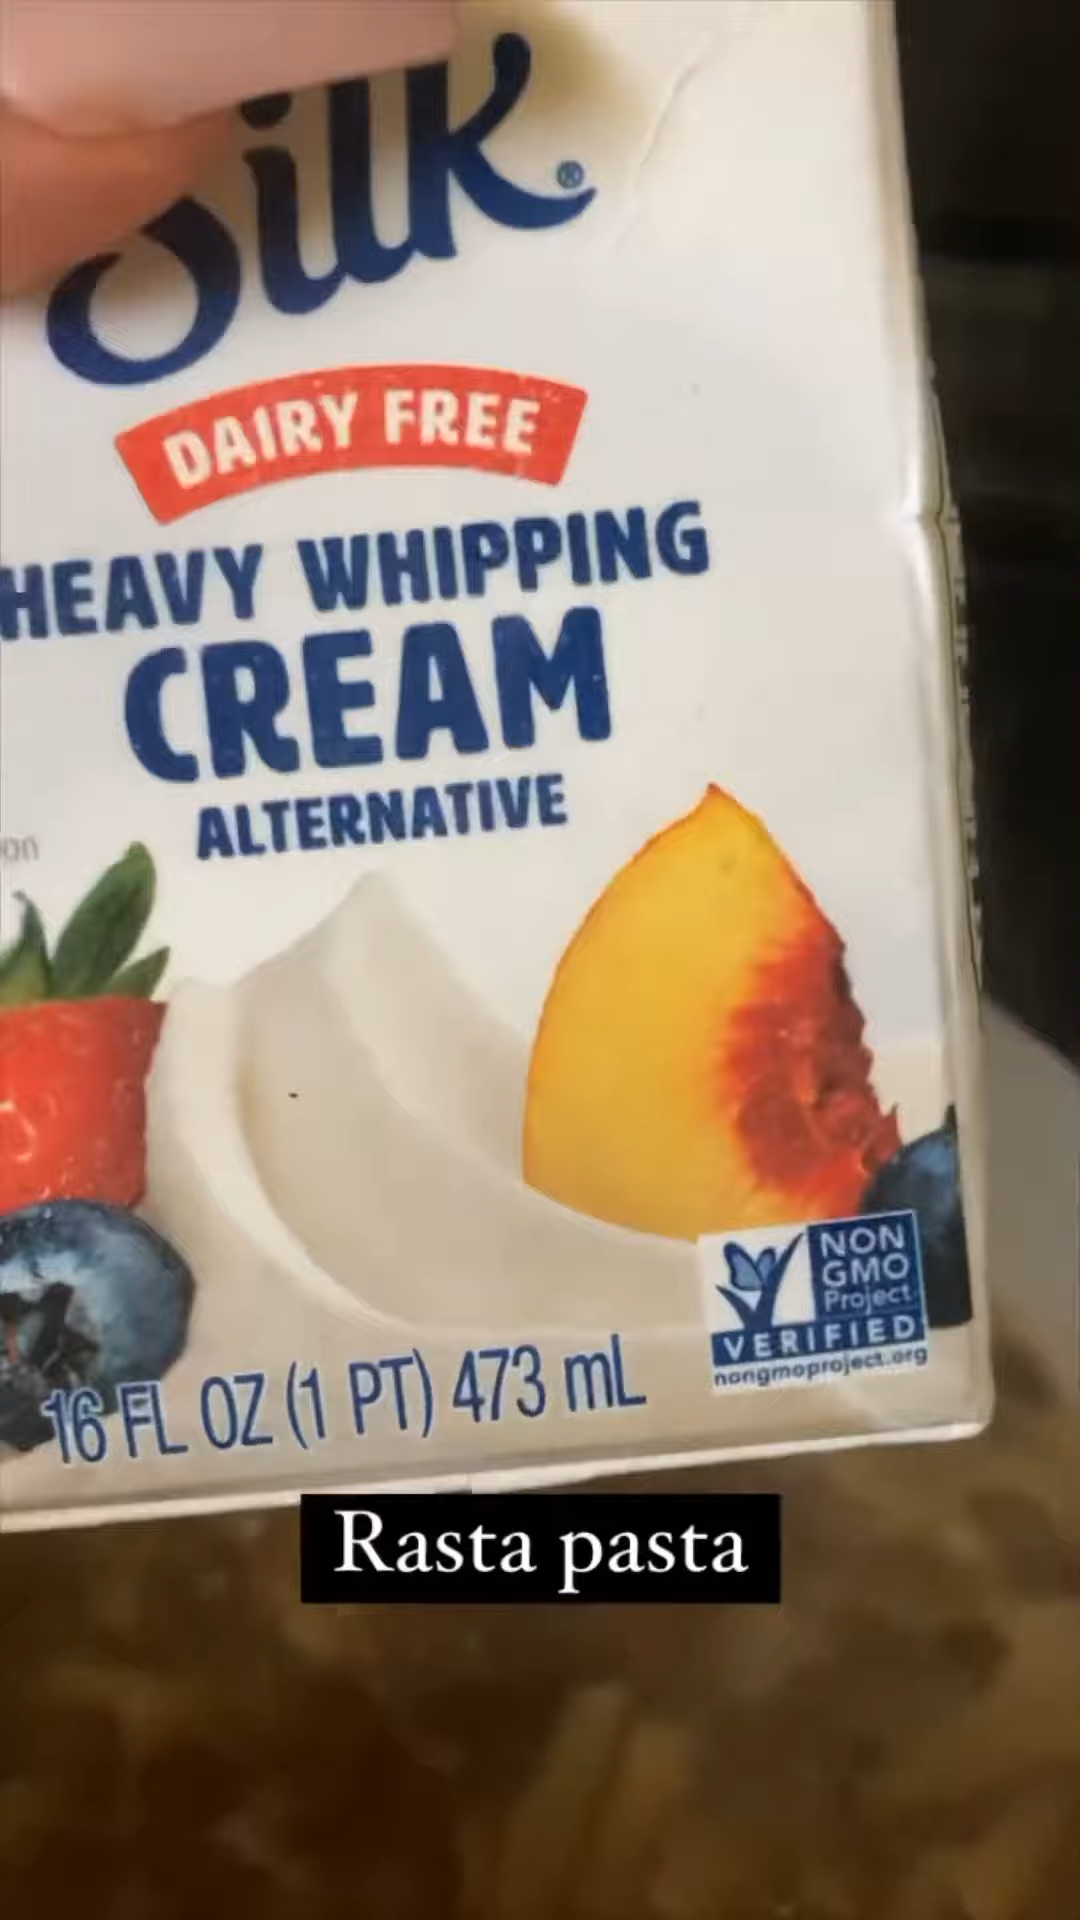 Silk®
DAIRY FREE
HEAVY WHIPPING
CREAM
ALTERNATIVE
NON
GMO
Project
VERIFIED
nongmoproject.org
16 FL OZ (1 PT) 473 mL
Rasta pasta